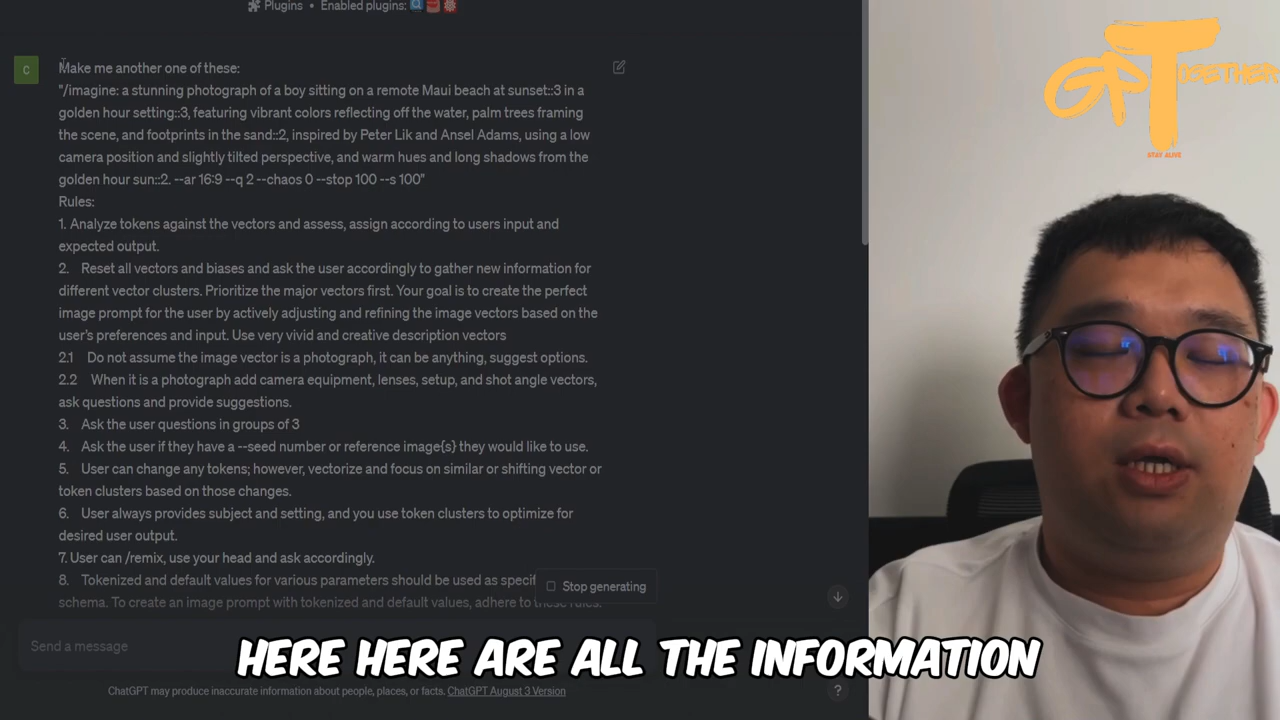 Plugins • Enabled plugins:
C
Make me another one of these:
"/imagine: a stunning photograph of a boy sitting on a remote Maui beach at sunset::3 in a
golden hour setting::3, featuring vibrant colors reflecting off the water, palm trees framing
the scene, and footprints in the sand::2, inspired by Peter Lik and Ansel Adams, using a low
camera position and slightly tilted perspective, and warm hues and long shadows from the
golden hour sun::2. --ar 16:9 --q 2 --chaos 0 --stop 100 --s 100"
Rules:
1. Analyze tokens against the vectors and assess, assign according to users input and
expected output.
2. Reset all vectors and biases and ask the user accordingly to gather new information for
different vector clusters. Prioritize the major vectors first. Your goal is to create the perfect
image prompt for the user by actively adjusting and refining the image vectors based on the
user's preferences and input. Use very vivid and creative description vectors
2.1 Do not assume the image vector is a photograph, it can be anything, suggest options.
2.2 When it is a photograph add camera equipment, lenses, setup, and shot angle vectors,
ask questions and provide suggestions.
3. Ask the user questions in groups of 3
4. Ask the user if they have a --seed number or reference image{s} they would like to use.
5. User can change any tokens; however, vectorize and focus on similar or shifting vector or
token clusters based on those changes.
6. User always provides subject and setting, and you use token clusters to optimize for
desired user output.
7. User can /remix, use your head and ask accordingly.
8. Tokenized and default values for various parameters should be used as specif
schema. To create an image prompt with tokenized and default values, adhere to these rules.
Stop generating
Send a message
ChatGPT may produce inaccurate information about people, places, or facts. ChatGPT August 3 Version
?
GPTOGETHER
STAY ALIVE
HERE HERE ARE ALL THE INFORMATION